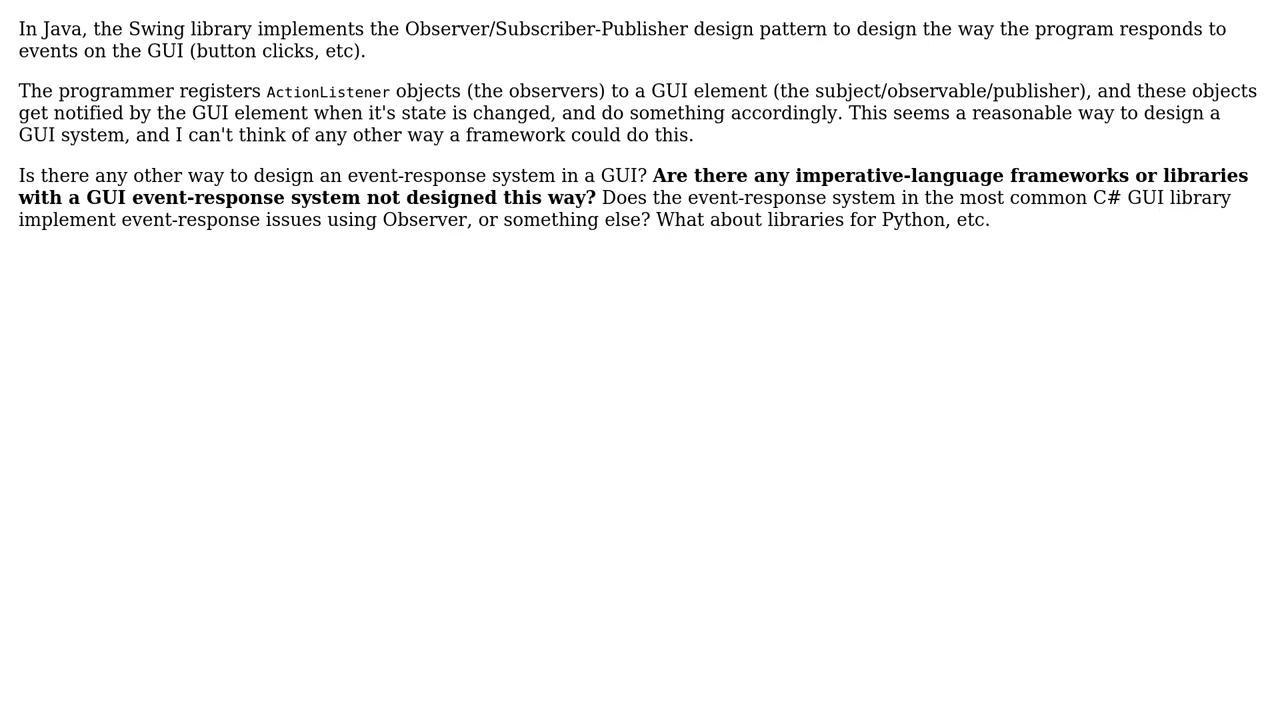 In Java, the Swing library implements the Observer/Subscriber-Publisher design pattern to design the way the program responds to
events on the GUI (button clicks, etc).
The programmer registers ActionListener objects (the observers) to a GUI element (the subject/observable/publisher), and these objects
get notified by the GUI element when it's state is changed, and do something accordingly. This seems a reasonable way to design a
GUI system, and I can't think of any other way a framework could do this.
Is there any other way to design an event-response system in a GUI? Are there any imperative-language frameworks or libraries
with a GUI event-response system not designed this way? Does the event-response system in the most common C# GUI library
implement event-response issues using Observer, or something else? What about libraries for Python, etc.